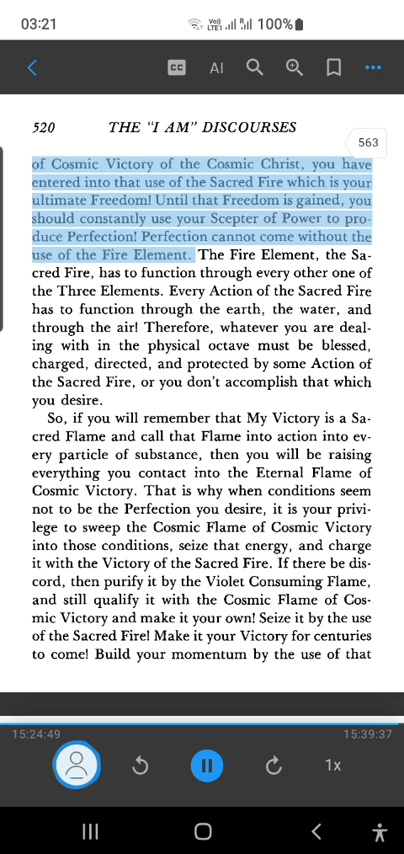 03:21
Vo)) LTE1 R 100%
CC AI
520 THE "I AM" DISCOURSES
563
of Cosmic Victory of the Cosmic Christ, you have
entered into that use of the Sacred Fire which is your
ultimate Freedom! Until that Freedom is gained, you
should constantly use your Scepter of Power to pro-
duce Perfection! Perfection cannot come without the
use of the Fire Element. The Fire Element, the Sa-
cred Fire, has to function through every other one of
the Three Elements. Every Action of the Sacred Fire
has to function through the earth, the water, and
through the air! Therefore, whatever you are deal-
ing with in the physical octave must be blessed,
charged, directed, and protected by some Action of
the Sacred Fire, or you don't accomplish that which
you desire.
So, if you will remember that My Victory is a Sa-
cred Flame and call that Flame into action into ev-
ery particle of substance, then you will be raising
everything you contact into the Eternal Flame of
Cosmic Victory. That is why when conditions seem
not to be the Perfection you desire, it is your privi-
lege to sweep the Cosmic Flame of Cosmic Victory
into those conditions, seize that energy, and charge
it with the Victory of the Sacred Fire. If there be dis-
cord, then purify it by the Violet Consuming Flame,
and still qualify it with the Cosmic Flame of Cos-
mic Victory and make it your own! Seize it by the use
of the Sacred Fire! Make it your Victory for centuries
to come! Build your momentum by the use of that
15:24:49 15:39:37
1x